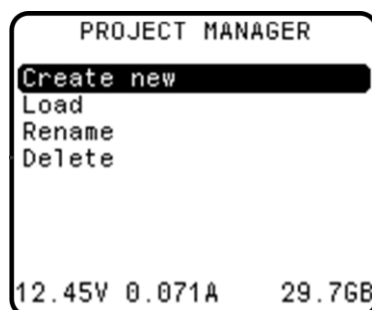 PROJECT MANAGER
Create new
Load
Rename
Delete
12.45V 0.071A 29.7GB